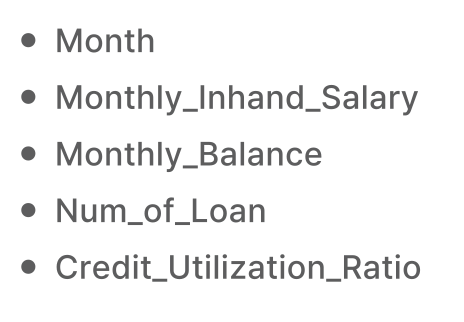 • Month
• Monthly_Inhand_Salary
• Monthly_Balance
• Num_of_Loan
• Credit_Utilization_Ratio